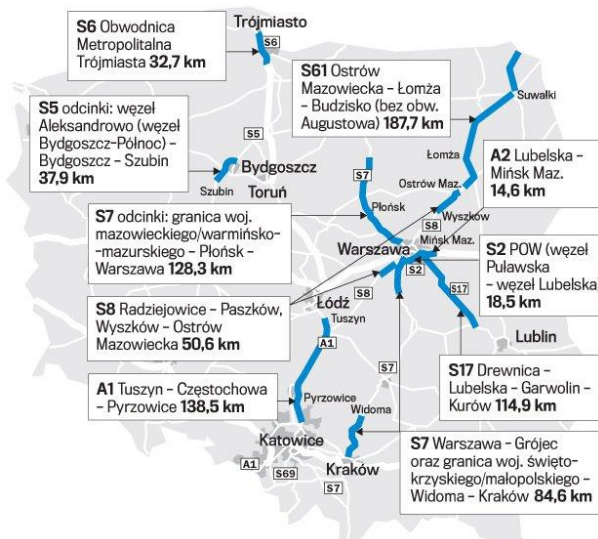 S6 Obwodnica
Metropolitalna
Trójmiasta 32,7 km
Trójmiasto
S6
S61 Ostrów
Mazowiecka – Łomża
– Budzisko (bez obw.
Augustowa) 187,7 km
Suwałki
S5 odcinki: węzeł
Aleksandrowo (węzeł
Bydgoszcz-Północ) –
Bydgoszcz – Szubin
37,9 km
S5
Bydgoszcz
Szubin
Toruń
Łomża
Ostrów Maz.
A2 Lubelska –
Mińsk Maz.
14,6 km
S7
Płońsk
Wyszków
S8
S7 odcinki: granica woj.
mazowieckiego/warmińsko-
-mazurskiego – Płońsk –
Warszawa 128,3 km
Warszawa
Mińsk Maz.
S2
S2 POW (węzeł
Puławska
– węzeł Lubelska)
18,5 km
S8 Radziejowice – Paszków,
Wyszków – Ostrów
Mazowiecka 50,6 km
S8
S17
Łódź
Tuszyn
A1
Lublin
S7
A1 Tuszyn – Częstochowa
– Pyrzowice 138,5 km
Pyrzowice
Widoma
S17 Drewnica –
Lubelska – Garwolin –
Kurów 114,9 km
Katowice
A1
S69
Kraków
S7
S7 Warszawa – Grójec
oraz granica woj. święto-
krzyskiego/małopolskiego –
Widoma – Kraków 84,6 km